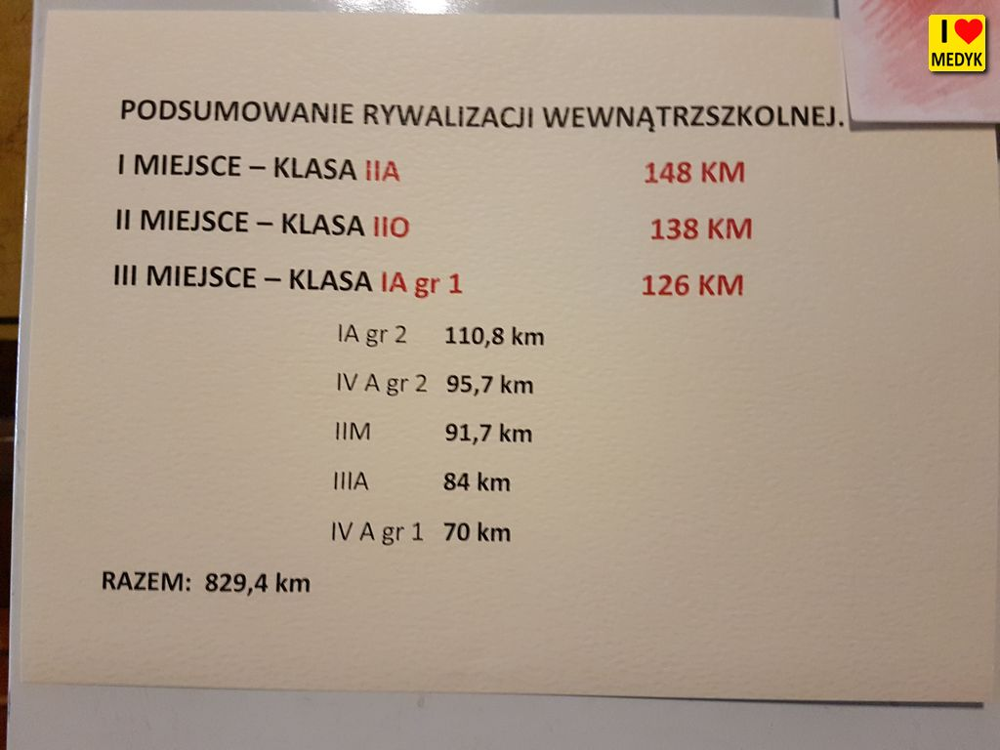 I ❤ MEDYK
PODSUMOWANIE RYWALIZACJI WEWNĄTRZSZKOLNEJ.
I MIEJSCE – KLASA IIA 148 KM
II MIEJSCE – KLASA IIO 138 KM
III MIEJSCE – KLASA IA gr 1 126 KM
IA gr 2 110,8 km
IV A gr 2 95,7 km
IIM 91,7 km
IIIA 84 km
IV A gr 1 70 km
RAZEM: 829,4 km